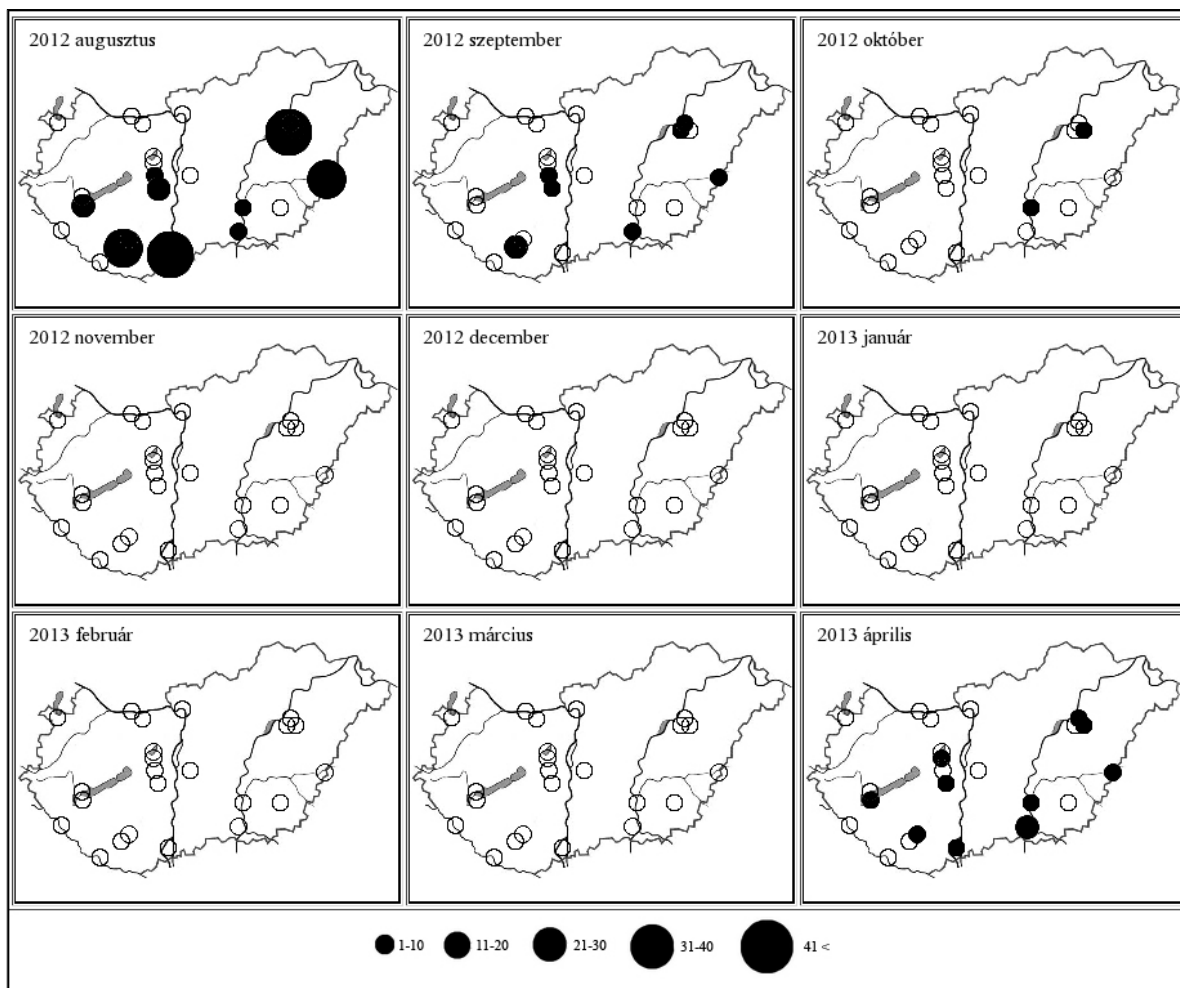 2012 augusztus
2012 szeptember
2012 október
2012 november
2012 december
2013 január
2013 február
2013 március
2013 április
1-10 11-20 21-30 31-40 41 <